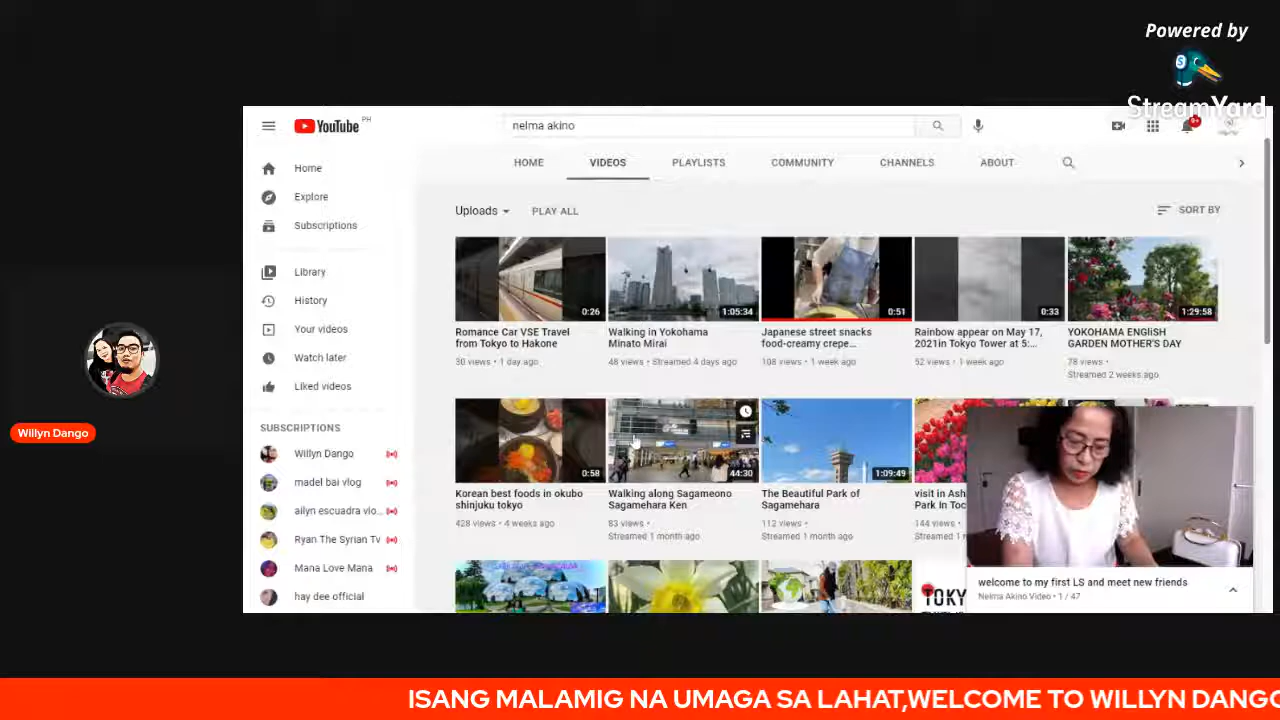 Powered by
StreamYard
YouTube PH
nelma akino
9+
HOME VIDEOS PLAYLISTS COMMUNITY CHANNELS ABOUT
Home
Explore
Subscriptions
Library
History
Your videos
Watch later
Liked videos
SUBSCRIPTIONS
Willyn Dango
madel bai vlog
ailyn escuadra vlo...
Ryan The Syrian Tv
Mana Love Mana
hay dee official
Uploads PLAY ALL
SORT BY
0:26
Romance Car VSE Travel
from Tokyo to Hakone
30 views • 1 day ago
1:05:34
Walking in Yokohama
Minato Mirai
48 views • Streamed 4 days ago
0:51
Japanese street snacks
food-creamy crepe...
108 views • 1 week ago
0:33
Rainbow appear on May 17,
2021in Tokyo Tower at 5:...
52 views • 1 week ago
1:29:58
YOKOHAMA ENGliSH
GARDEN MOTHER'S DAY
78 views •
Streamed 2 weeks ago
0:58
Korean best foods in okubo
shinjuku tokyo
428 views • 4 weeks ago
44:30
Walking along Sagameono
Sagamehara Ken
83 views •
Streamed 1 month ago
1:09:49
The Beautiful Park of
Sagamehara
112 views •
Streamed 1 month ago
visit in Ash
Park In Toc
144 views •
Streamed 1
TOKY
welcome to my first LS and meet new friends
Nelma Akino Video • 1 / 47
Willyn Dango
ISANG MALAMIG NA UMAGA SA LAHAT,WELCOME TO WILLYN DANGO